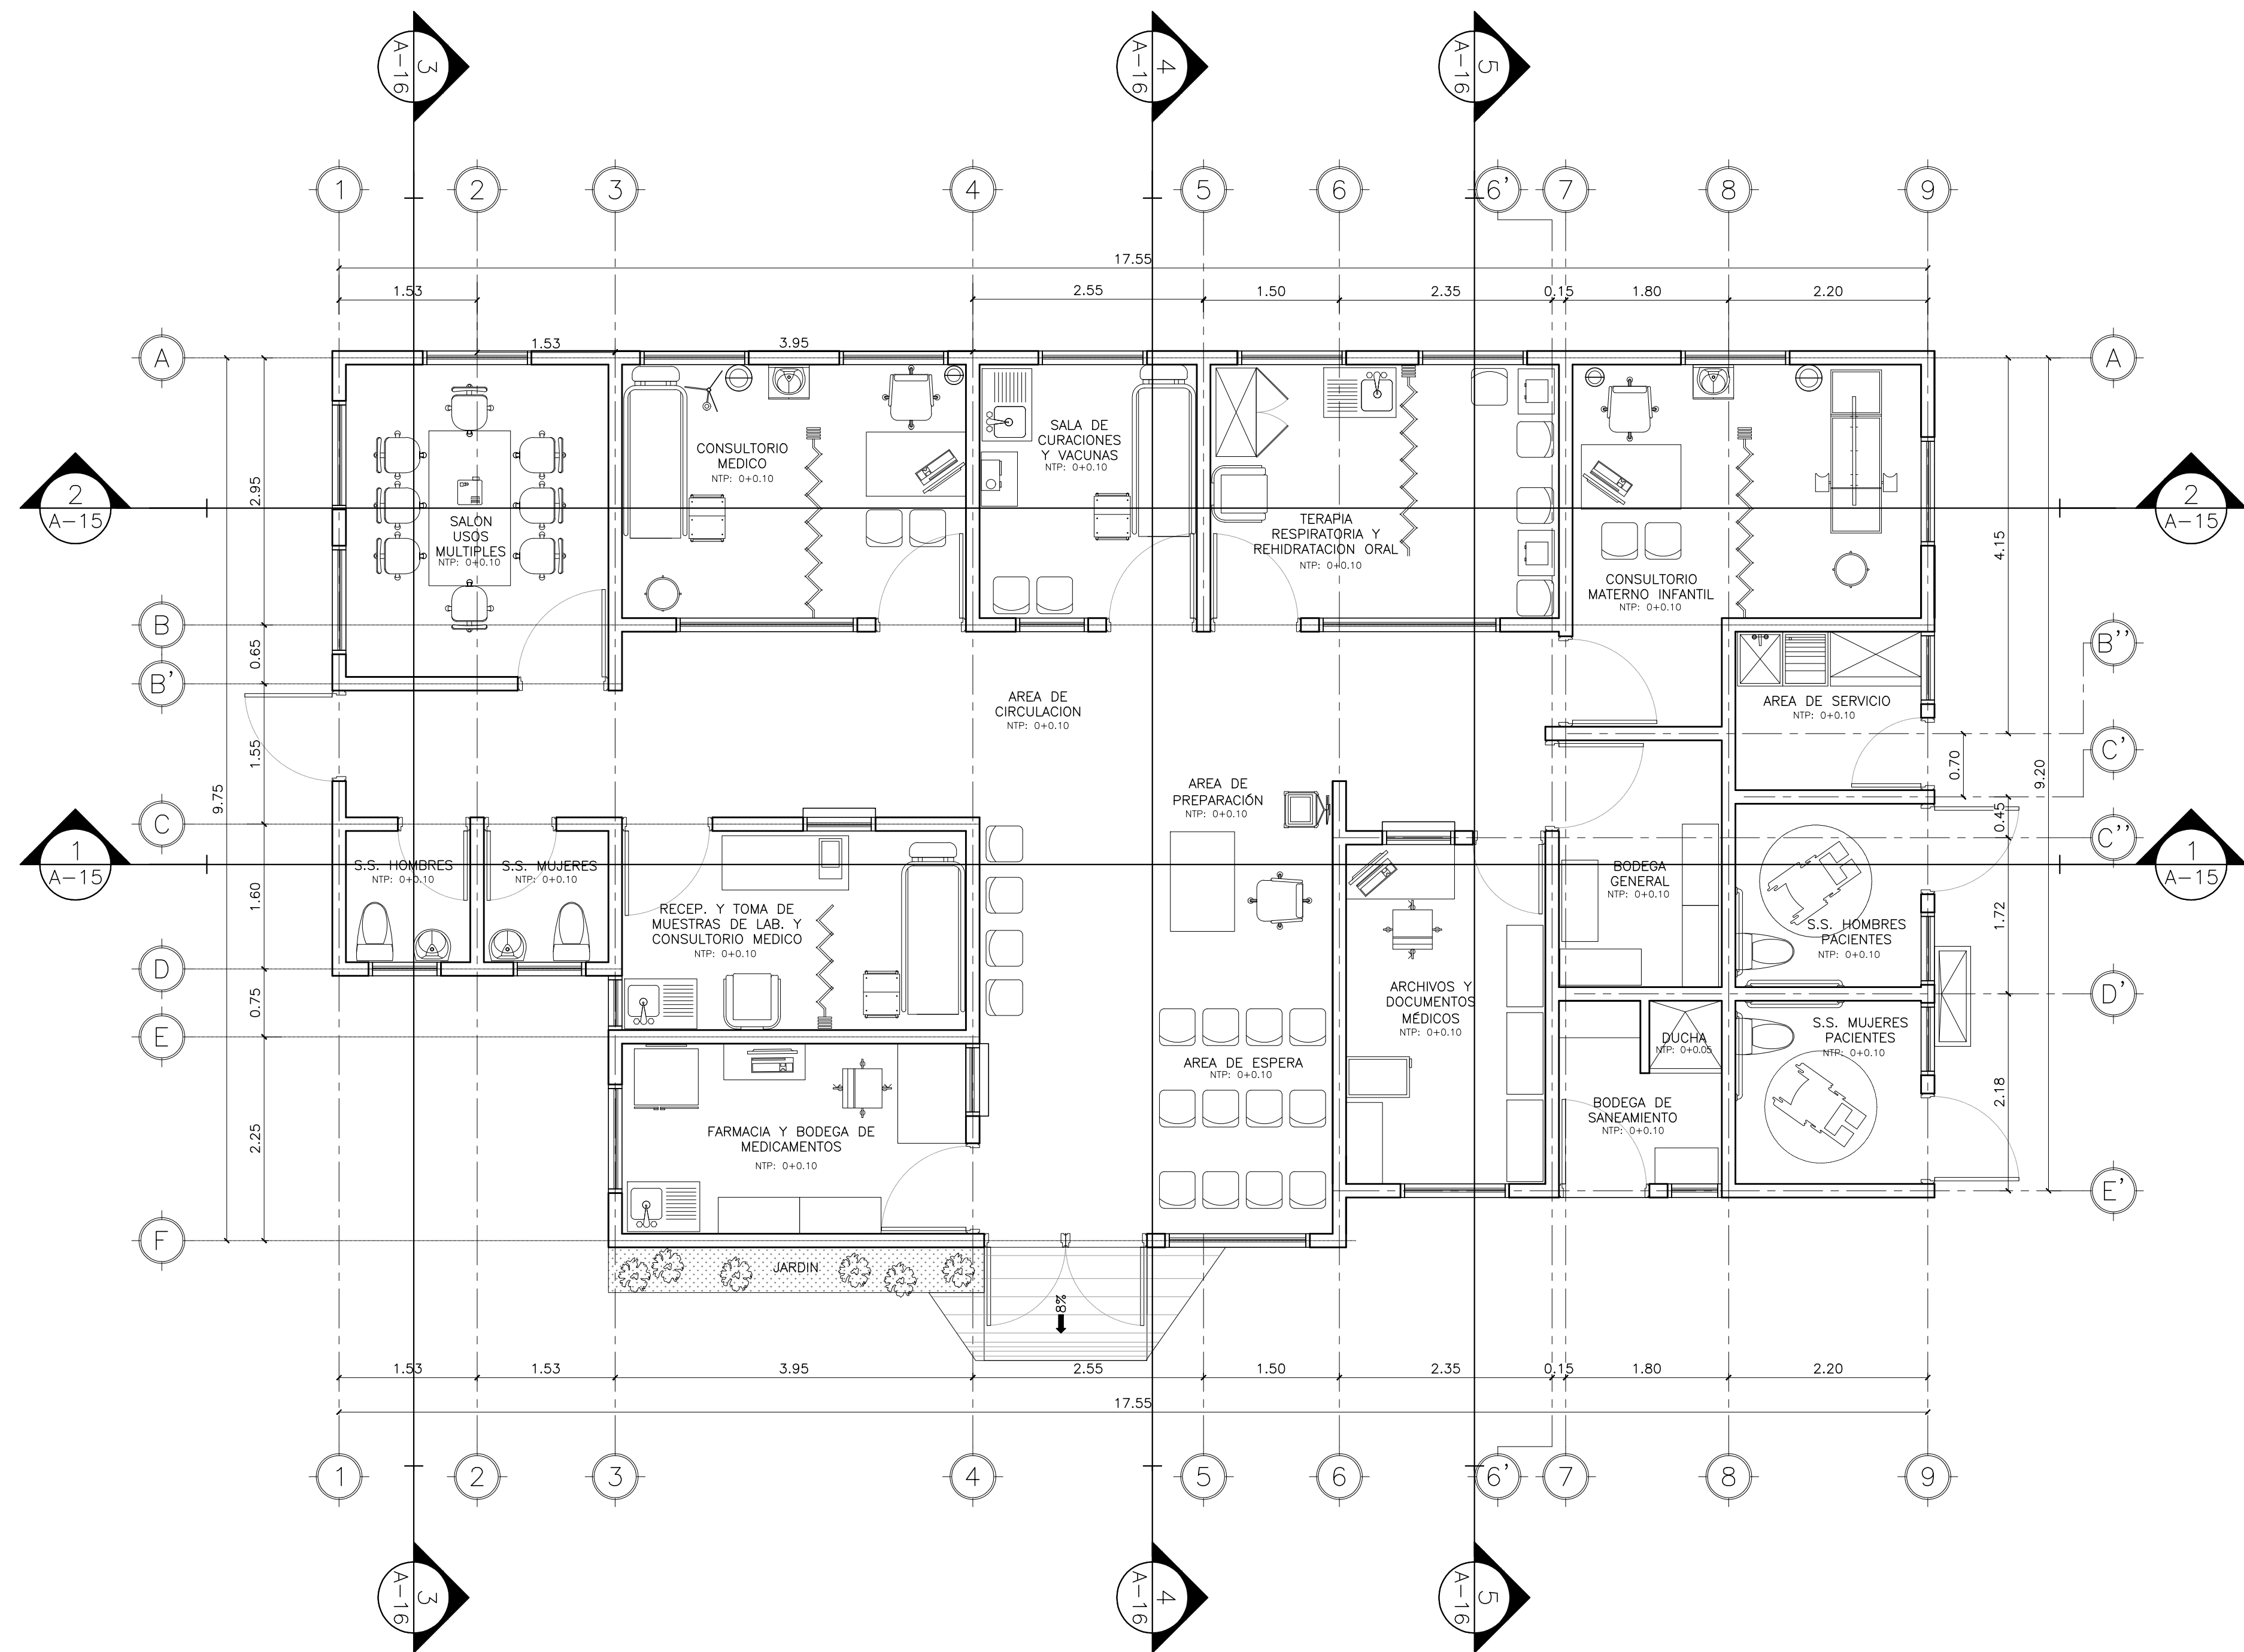 3
A-16
4
A-16
5
A-16
1
2
3
4
5
6
6'
7
8
9
17.55
1.53
2.55
1.50
2.35
0.15
1.80
2.20
1.53
3.95
A
B
B'
C
D
E
F
9.75
2.95
0.65
1.55
1.60
0.75
2.25
2
A-15
1
A-15
SALÓN
USOS
MULTIPLES
NTP: 0+0.10
CONSULTORIO
MEDICO
NTP: 0+0.10
SALA DE
CURACIONES
Y VACUNAS
NTP: 0+0.10
TERAPIA
RESPIRATORIA Y
REHIDRATACION ORAL
NTP: 0+0.10
CONSULTORIO
MATERNO INFANTIL
NTP: 0+0.10
AREA DE
CIRCULACION
NTP: 0+0.10
AREA DE SERVICIO
NTP: 0+0.10
AREA DE
PREPARACIÓN
NTP: 0+0.10
S.S. HOMBRES
NTP: 0+0.10
S.S. MUJERES
NTP: 0+0.10
RECEP. Y TOMA DE
MUESTRAS DE LAB. Y
CONSULTORIO MEDICO
NTP: 0+0.10
BODEGA
GENERAL
NTP: 0+0.10
S.S. HOMBRES
PACIENTES
NTP: 0+0.10
ARCHIVOS Y
DOCUMENTOS
MÉDICOS
NTP: 0+0.10
DUCHA
NTP: 0+0.05
S.S. MUJERES
PACIENTES
NTP: 0+0.10
AREA DE ESPERA
NTP: 0+0.10
BODEGA DE
SANEAMIENTO
NTP: 0+0.10
FARMACIA Y BODEGA DE
MEDICAMENTOS
NTP: 0+0.10
JARDIN
8%
A
B''
C'
C''
D'
E'
4.15
0.70
9.20
0.45
1.72
2.18
2
A-15
1
A-15
1.53
1.53
3.95
2.55
1.50
2.35
0.15
1.80
2.20
17.55
1
2
3
4
5
6
6'
7
8
9
3
A-16
4
A-16
5
A-16